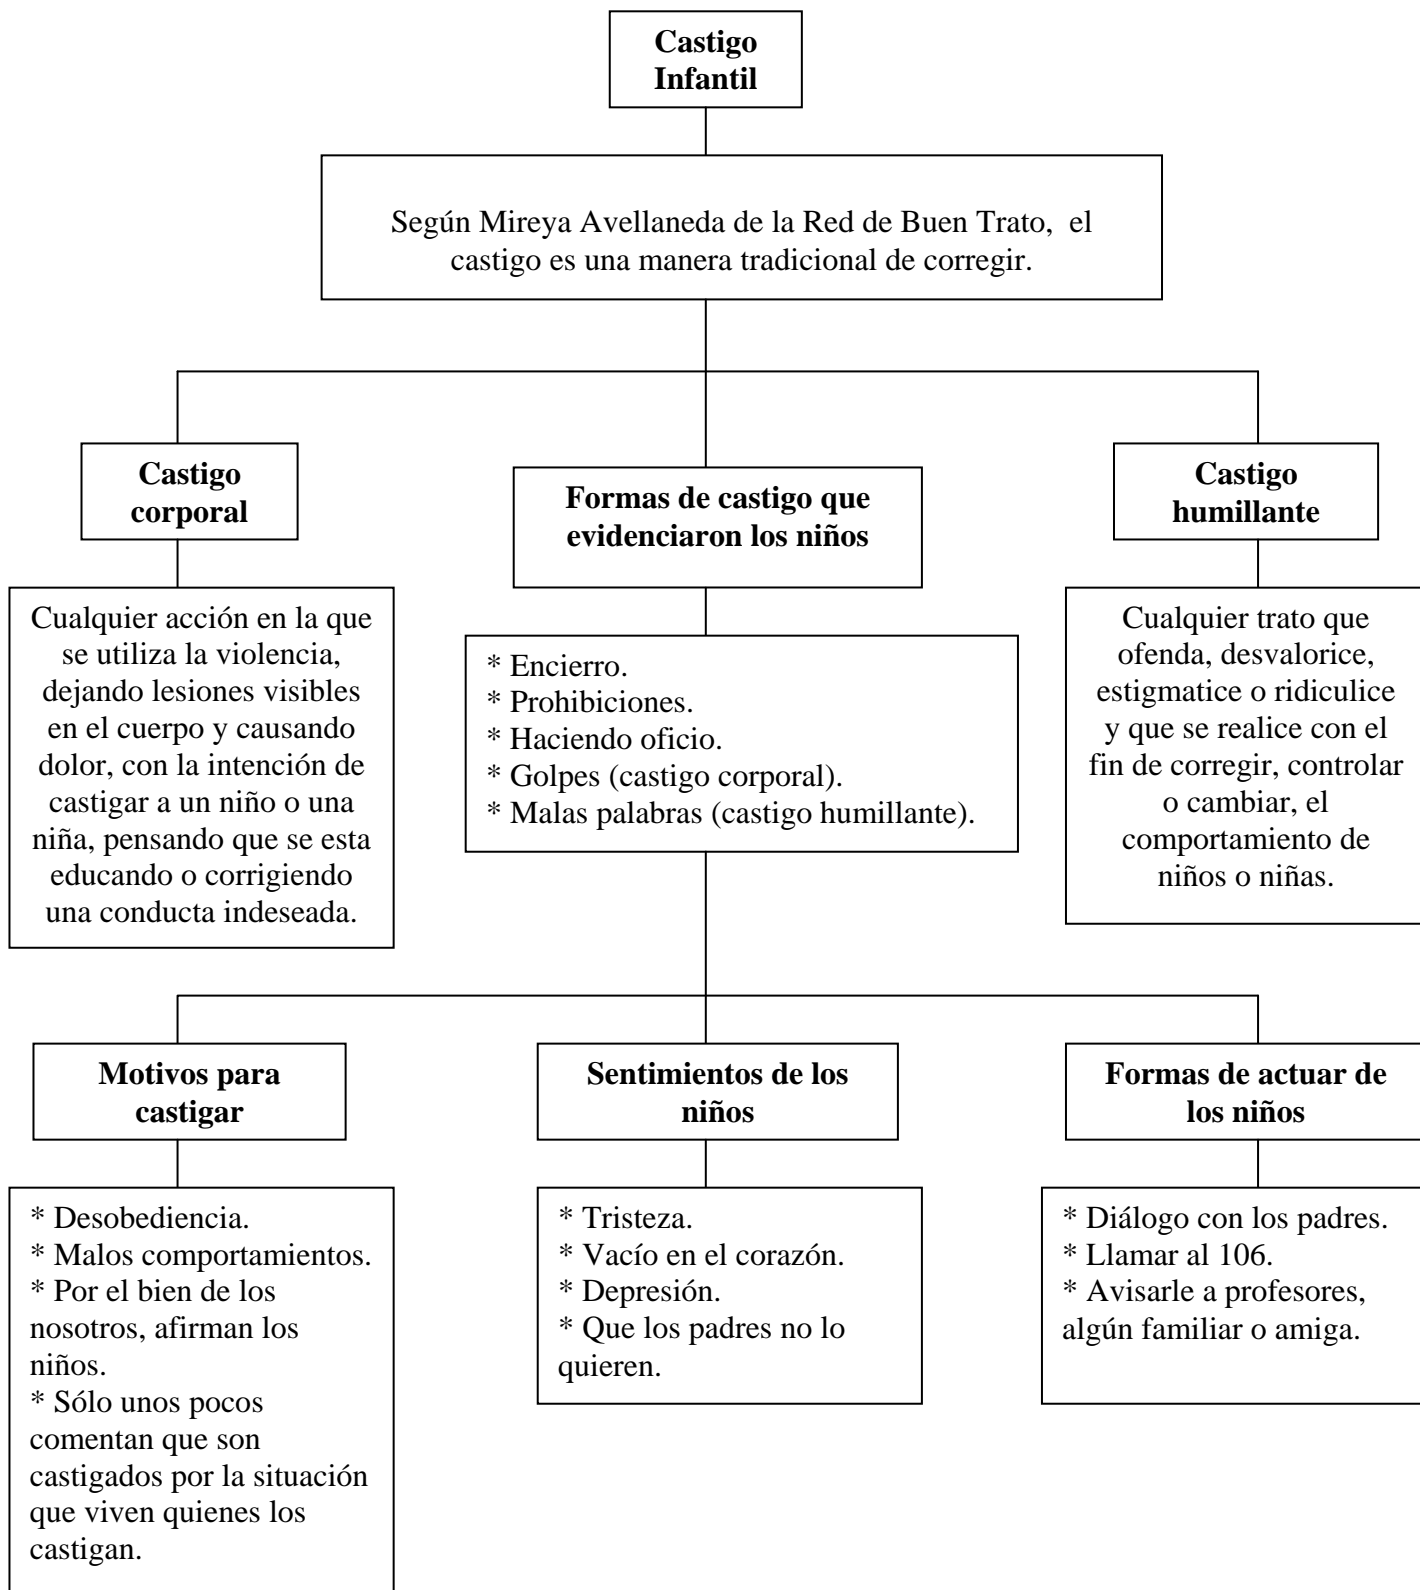 Castigo
Infantil
Según Mireya Avellaneda de la Red de Buen Trato,  el
castigo es una manera tradicional de corregir.
Castigo
corporal
Formas de castigo que
evidenciaron los niños
Castigo
humillante
Cualquier acción en la que
se utiliza la violencia,
dejando lesiones visibles
en el cuerpo y causando
dolor, con la intención de
castigar a un niño o una
niña, pensando que se esta
educando o corrigiendo
una conducta indeseada.
* Encierro.
* Prohibiciones.
* Haciendo oficio.
* Golpes (castigo corporal).
* Malas palabras (castigo humillante).
Cualquier trato que
ofenda, desvalorice,
estigmatice o ridiculice
y que se realice con el
fin de corregir, controlar
o cambiar, el
comportamiento de
niños o niñas.
Motivos para
castigar
Sentimientos de los
niños
Formas de actuar de
los niños
* Desobediencia.
* Malos comportamientos.
* Por el bien de los
nosotros, afirman los
niños.
* Sólo unos pocos
comentan que son
castigados por la situación
que viven quienes los
castigan.
* Tristeza.
* Vacío en el corazón.
* Depresión.
* Que los padres no lo
quieren.
* Diálogo con los padres.
* Llamar al 106.
* Avisarle a profesores,
algún familiar o amiga.